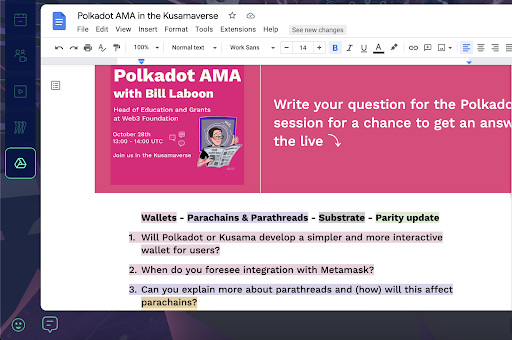 Polkadot AMA in the Kusamaverse
File Edit View Insert Format Tools Extensions Help See new changes
100% Normal text Work Sans 14 B I U A
Polkadot AMA
with Bill Laboon
Head of Education and Grants
at Web3 Foundation
October 28th
13:00 - 14:00 UTC
Join us in the Kusamaverse
Write your question for the Polkado
session for a chance to get an answ
the live
Wallets - Parachains & Parathreads - Substrate - Parity update
1. Will Polkadot or Kusama develop a simpler and more interactive
wallet for users?
2. When do you foresee integration with Metamask?
3. Can you explain more about parathreads and (how) will this affect
parachains?